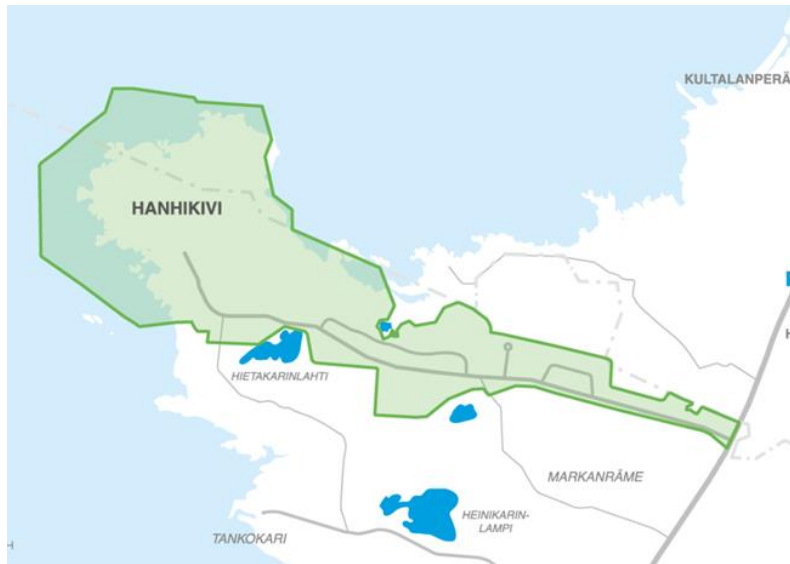 KULTALANPERÄ
HANHIKIVI
HIETAKARINLAHTI
MARKANRÄME
HEINIKARIN-
LAMPI
TANKOKARI